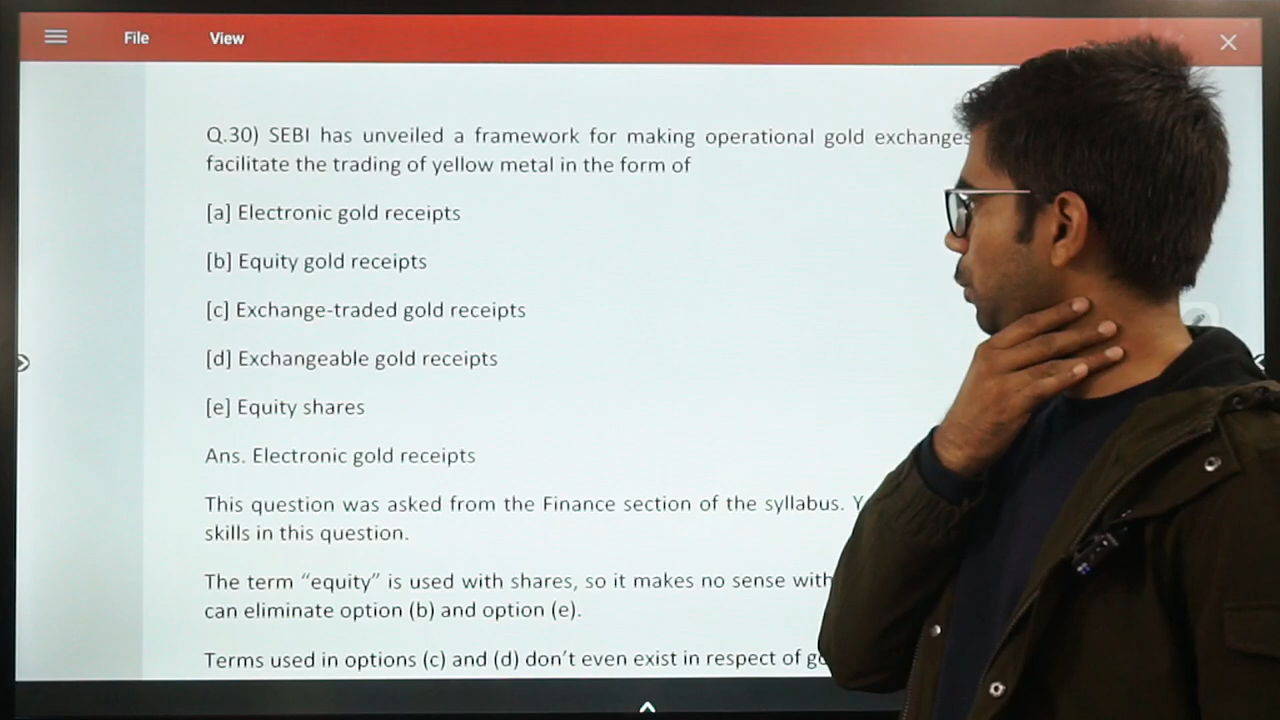 File View
Q.30) SEBI has unveiled a framework for making operational gold exchanges
facilitate the trading of yellow metal in the form of
[a] Electronic gold receipts
[b] Equity gold receipts
[c] Exchange-traded gold receipts
[d] Exchangeable gold receipts
[e] Equity shares
Ans. Electronic gold receipts
This question was asked from the Finance section of the syllabus.
skills in this question.
The term “equity” is used with shares, so it makes no sense with
can eliminate option (b) and option (e).
Terms used in options (c) and (d) don’t even exist in respect of